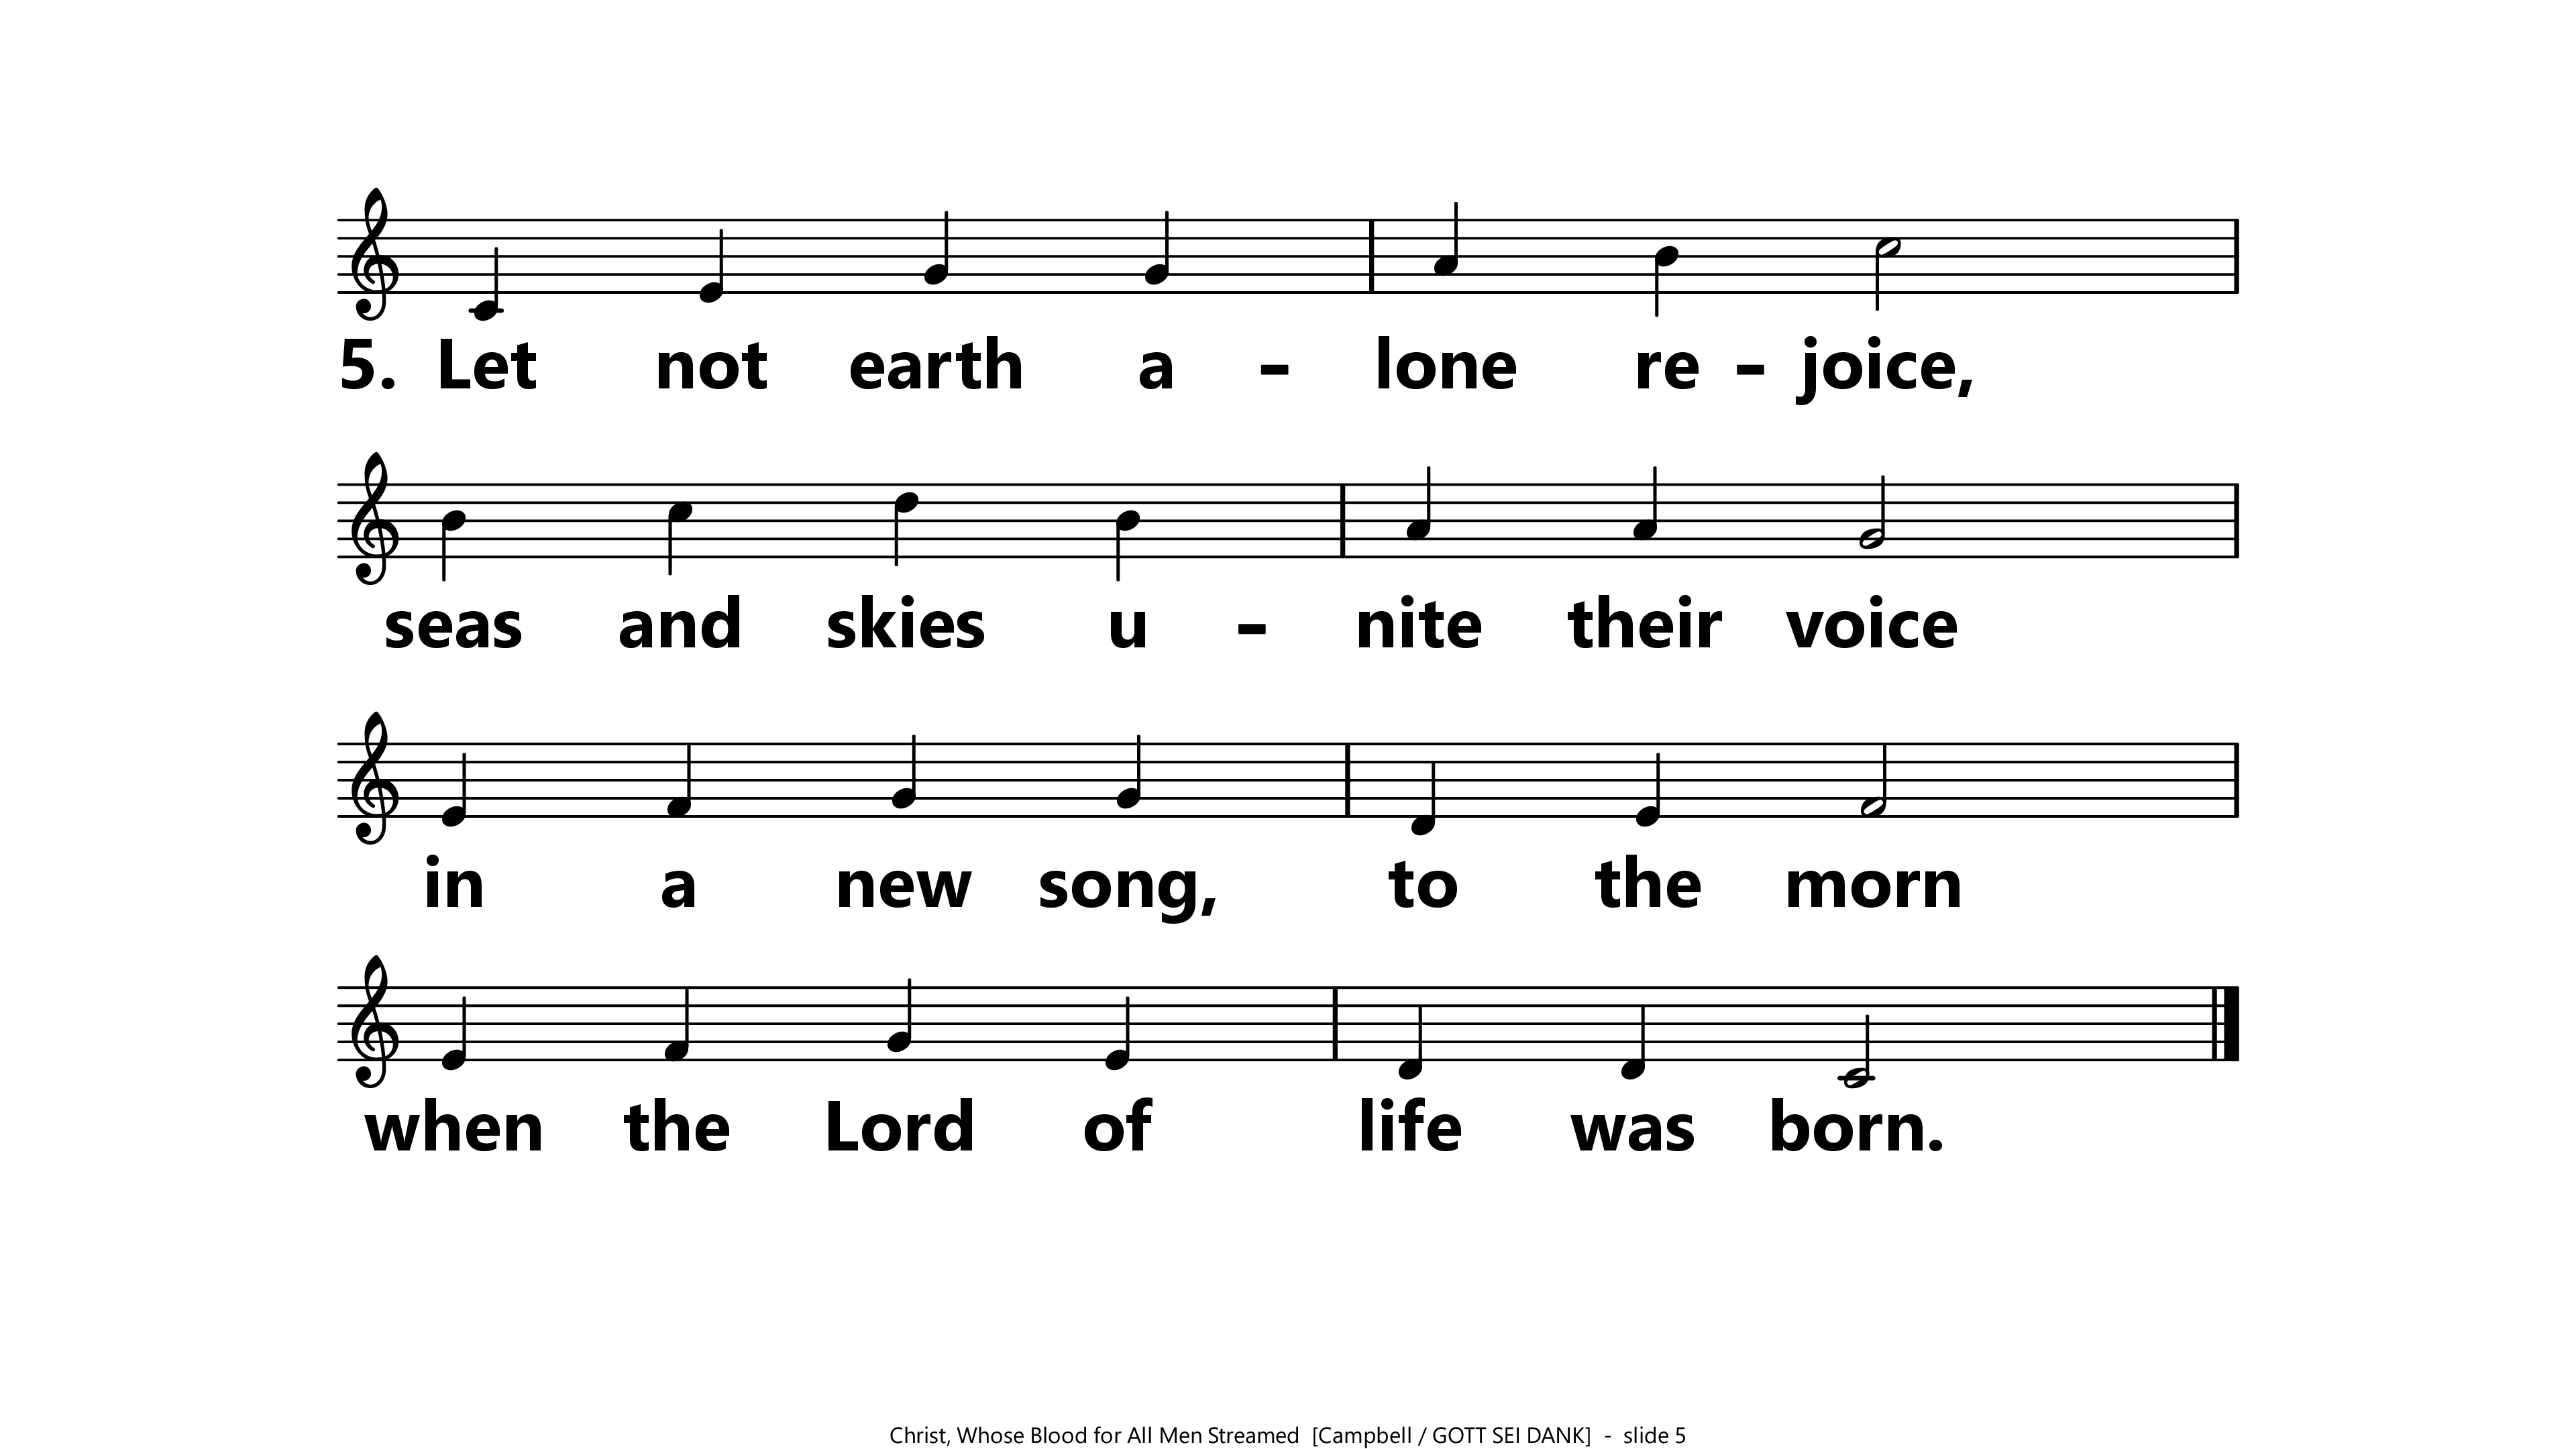 5. Let not earth a - lone re - joice,
seas and skies u - nite their voice
in a new song, to the morn
when the Lord of life was born.
Christ, Whose Blood for All Men Streamed [Campbell / GOTT SEI DANK] - slide 5